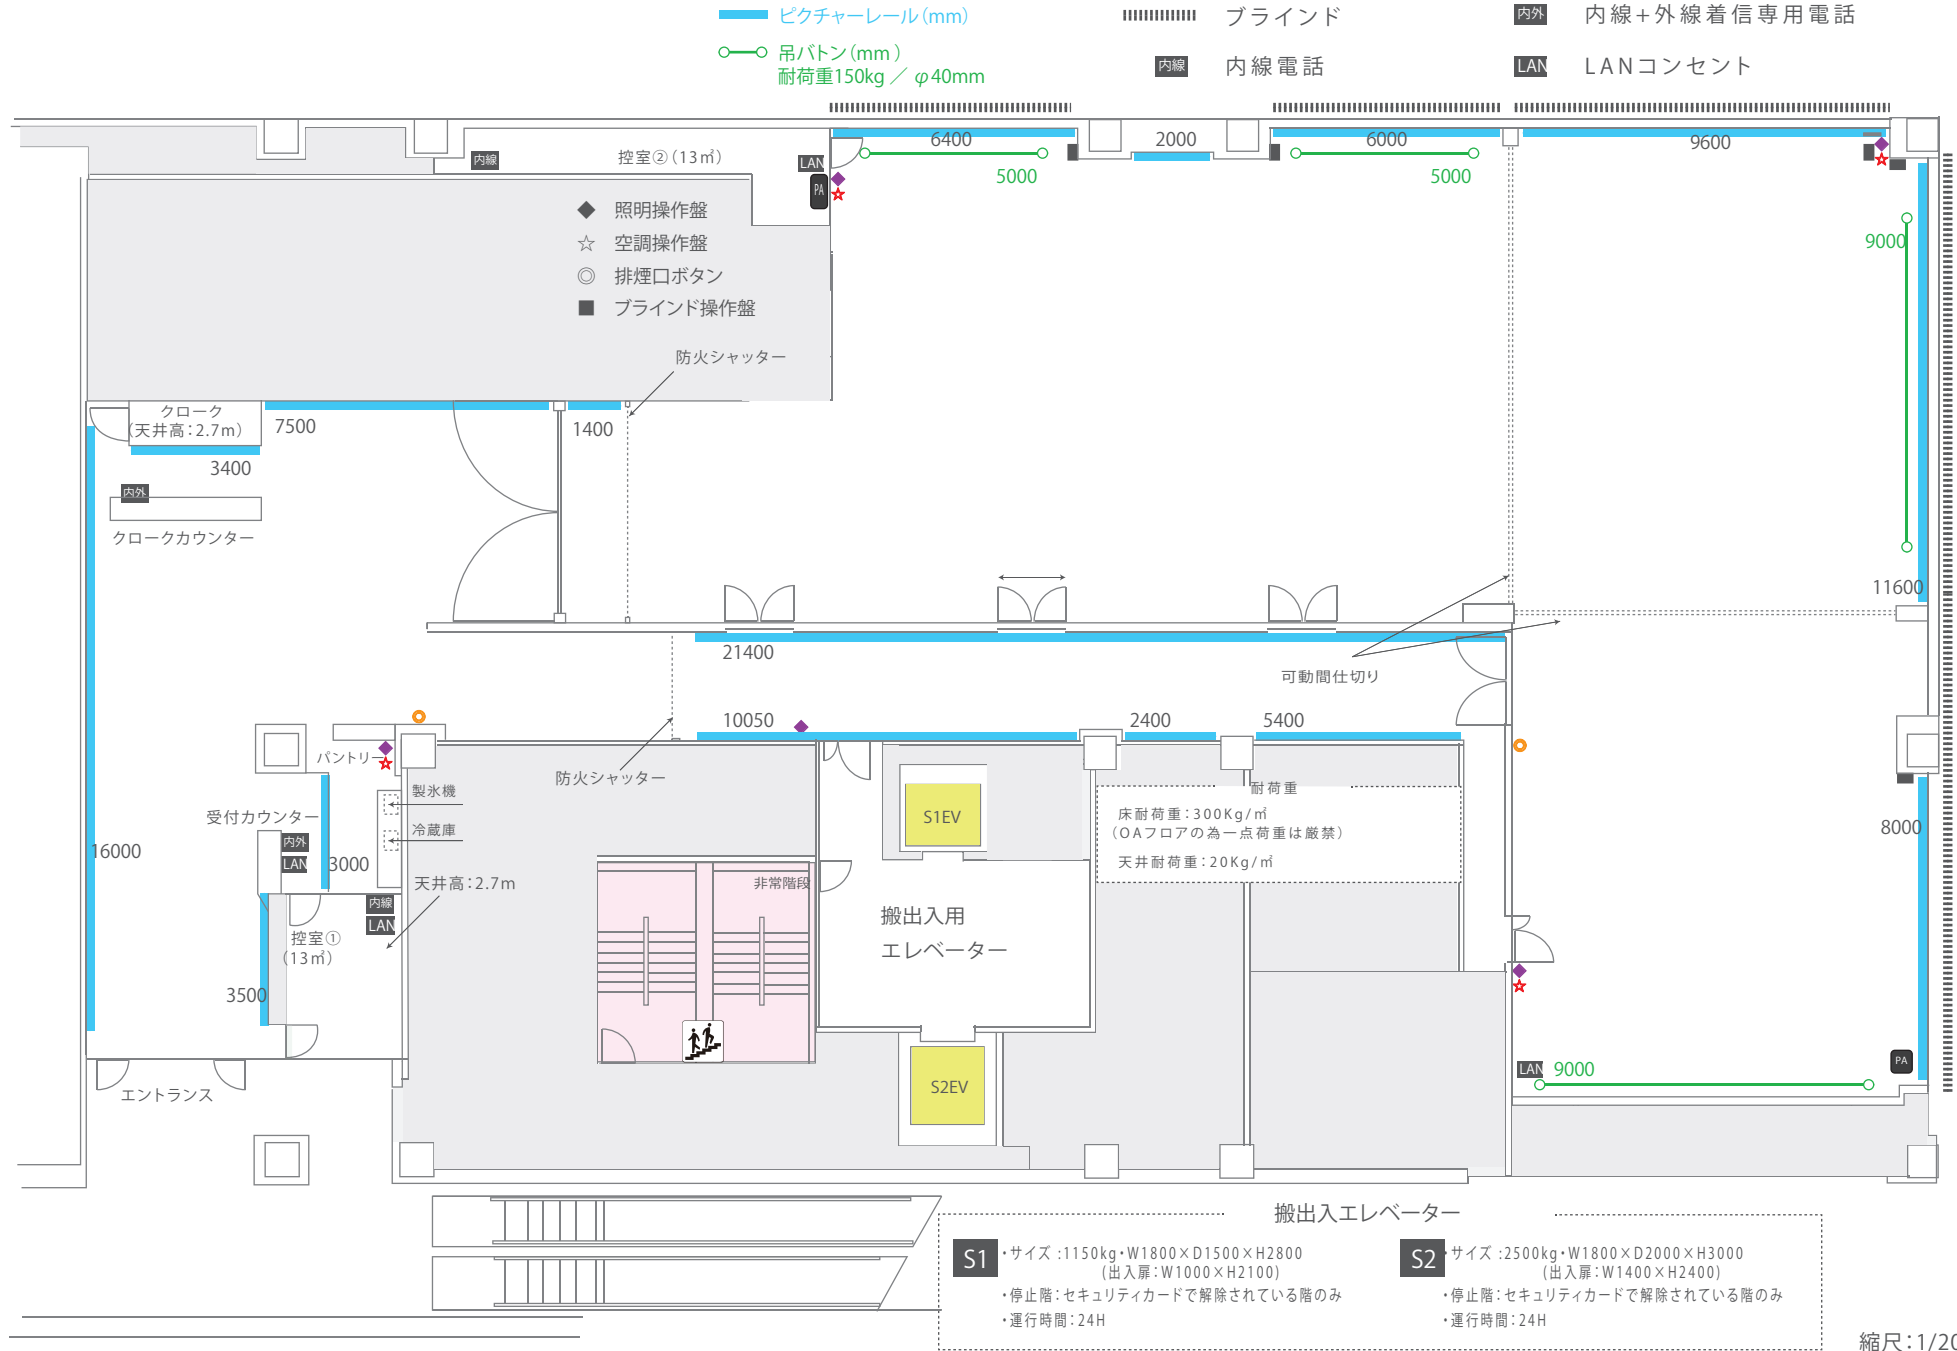 ピクチャーレール(mm)
吊バトン(mm)
耐荷重150kg ／ φ40mm
ブラインド
内線
内線電話
内外
内線+外線着信専用電話
LAN
LANコンセント
内線
控室②(13㎡)
LAN
PA
6400
5000
2000
6000
5000
9600
9000
◆ 照明操作盤
☆ 空調操作盤
◎ 排煙口ボタン
■ ブラインド操作盤
防火シャッター
クローク
(天井高:2.7m)
7500
1400
3400
内外
クロークカウンター
11600
21400
可動間仕切り
10050
2400
5400
パントリー
防火シャッター
製氷機
冷蔵庫
受付カウンター
内外
LAN
3000
16000
天井高:2.7m
内線
LAN
控室①
(13㎡)
3500
エントランス
非常階段
S1EV
搬出入用
エレベーター
S2EV
耐荷重
床耐荷重:300Kg/㎡
(OAフロアの為一点荷重は厳禁)
天井耐荷重:20Kg/㎡
8000
PA
LAN
9000
搬出入エレベーター
S1
・サイズ :1150kg・W1800×D1500×H2800
(出入扉:W1000×H2100)
・停止階:セキュリティカードで解除されている階のみ
・運行時間:24H
S2
・サイズ :2500kg・W1800×D2000×H3000
(出入扉:W1400×H2400)
・停止階:セキュリティカードで解除されている階のみ
・運行時間:24H
縮尺:1/20